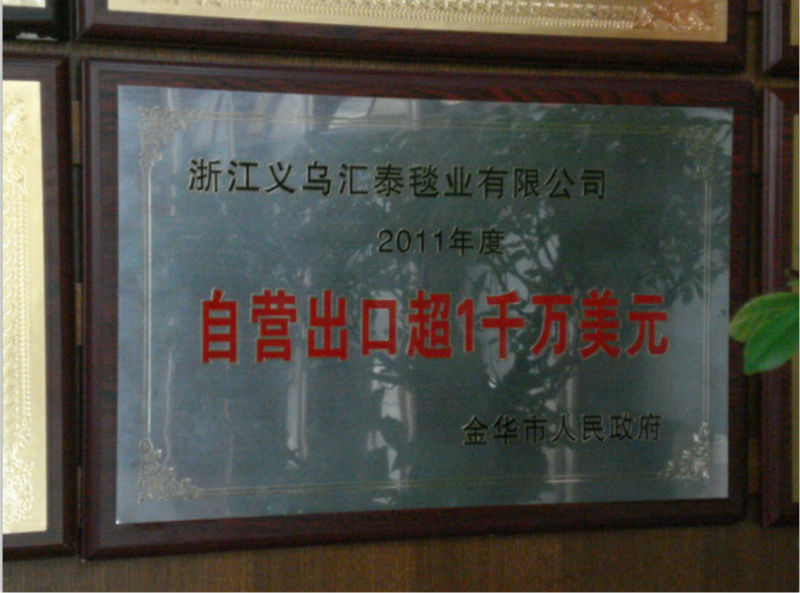 浙江义乌汇泰毯业有限公司
2011年度
自营出口超1千万美元
金华市人民政府